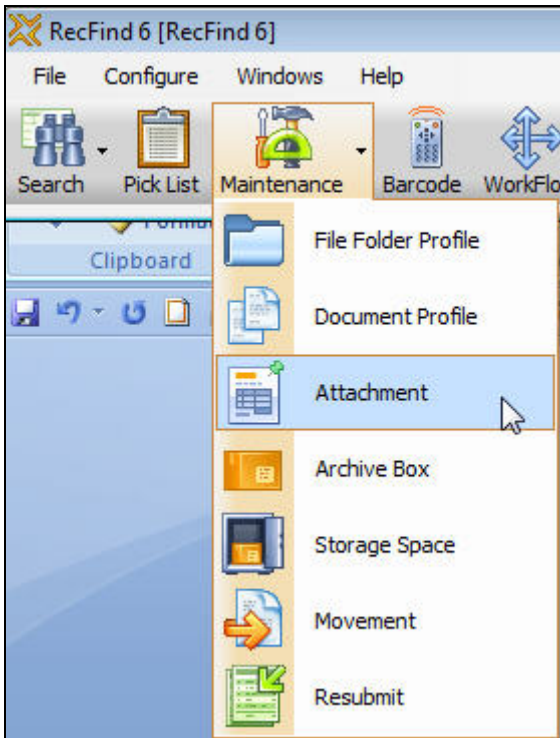 RecFind 6 [RecFind 6]
File Configure Windows Help
Search Pick List Maintenance Barcode WorkFlo
Clipboard
File Folder Profile
Document Profile
Attachment
Archive Box
Storage Space
Movement
Resubmit